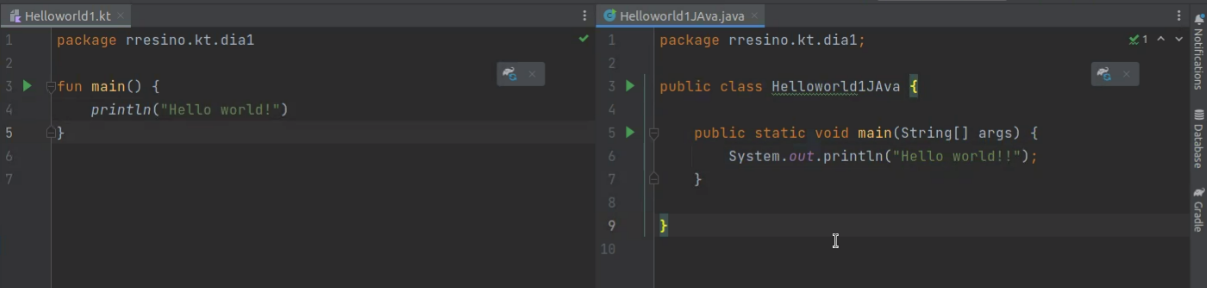 Helloworld1.kt
1 package rresino.kt.dia1
2
3 fun main() {
4 println("Hello world!")
5 }
6
7
Helloworld1JAva.java
1 package rresino.kt.dia1;
1
2
3 public class Helloworld1JAva {
4
5 public static void main(String[] args) {
6 System.out.println("Hello world!!");
7 }
8
9 }
10
Notifications
Database
Gradle